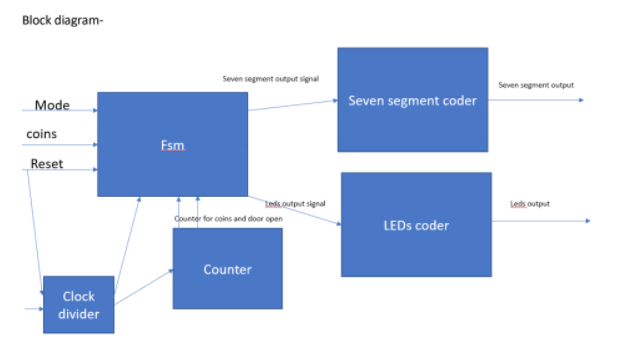 Block diagram-
Seven segment output signal
Seven segment coder
Seven segment output
Mode
coins
Reset
Fsm
Leds output signal
Leds output
LEDs coder
Counter for coins and door open
Counter
Clock
divider